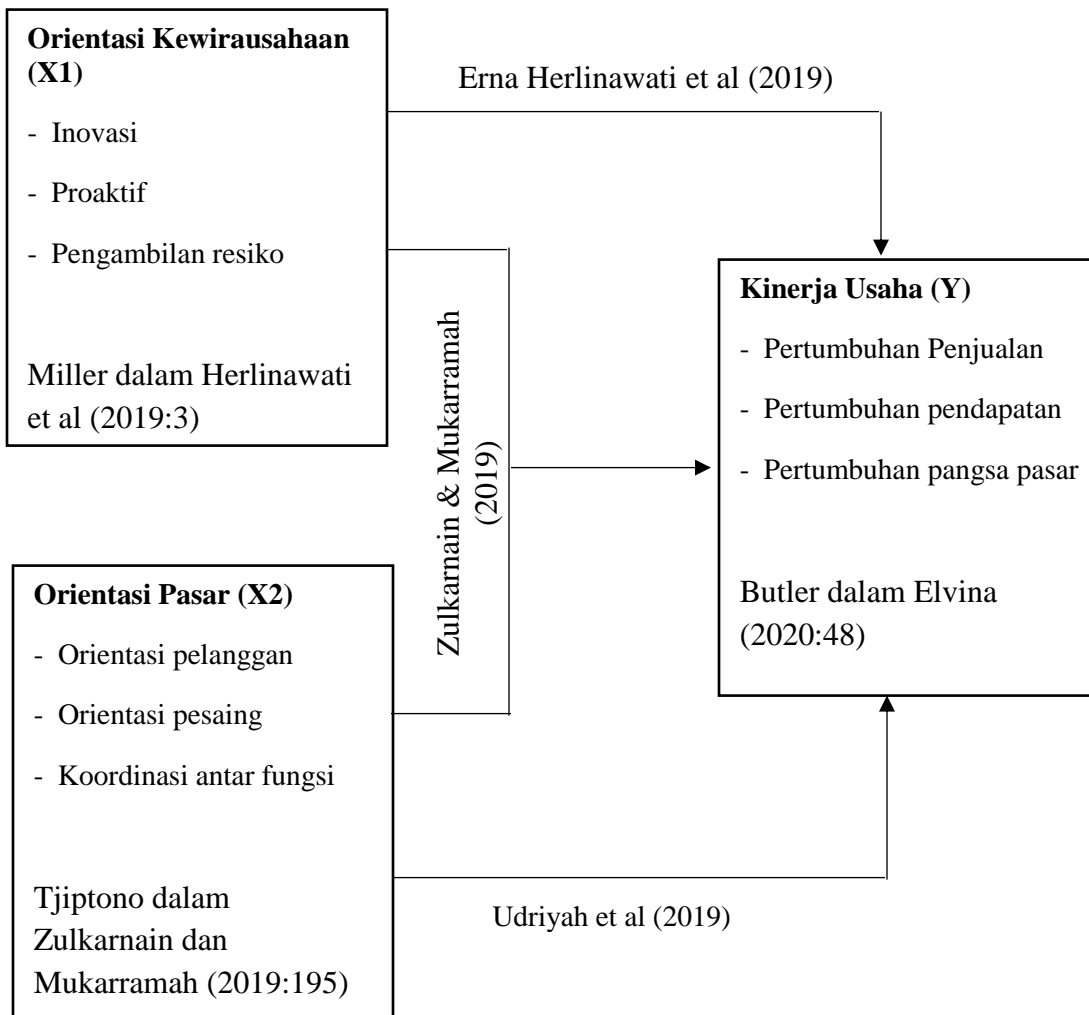 Orientasi Kewirausahaan
(X1)
- Inovasi
- Proaktif
- Pengambilan resiko
Miller dalam Herlinawati
et al (2019:3)
Erna Herlinawati et al (2019)
Zulkarnain & Mukarramah
(2019)
Kinerja Usaha (Y)
- Pertumbuhan Penjualan
- Pertumbuhan pendapatan
- Pertumbuhan pangsa pasar
Butler dalam Elvina
(2020:48)
Orientasi Pasar (X2)
- Orientasi pelanggan
- Orientasi pesaing
- Koordinasi antar fungsi
Tjiptono dalam
Zulkarnain dan
Mukarramah (2019:195)
Udriyah et al (2019)